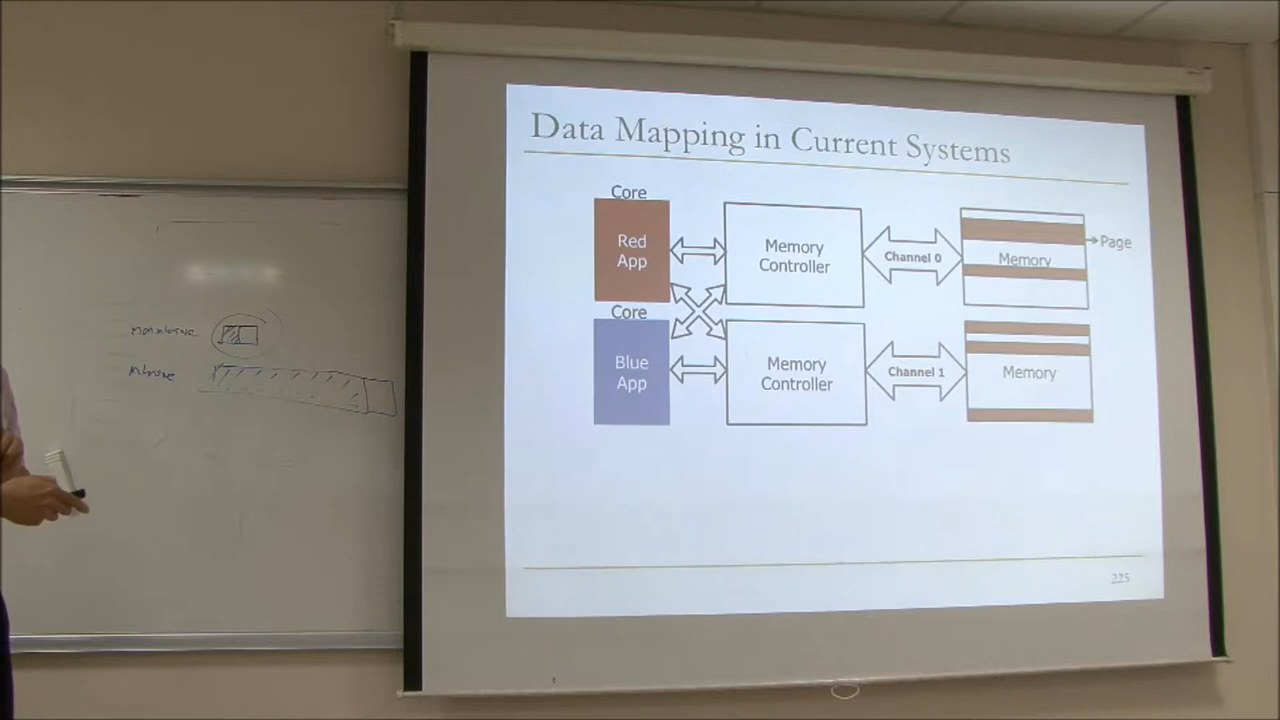 Data Mapping in Current Systems
Core
Red
App
Memory
Controller
Channel 0
Memory
Page
Core
Blue
App
Memory
Controller
Channel 1
Memory
225